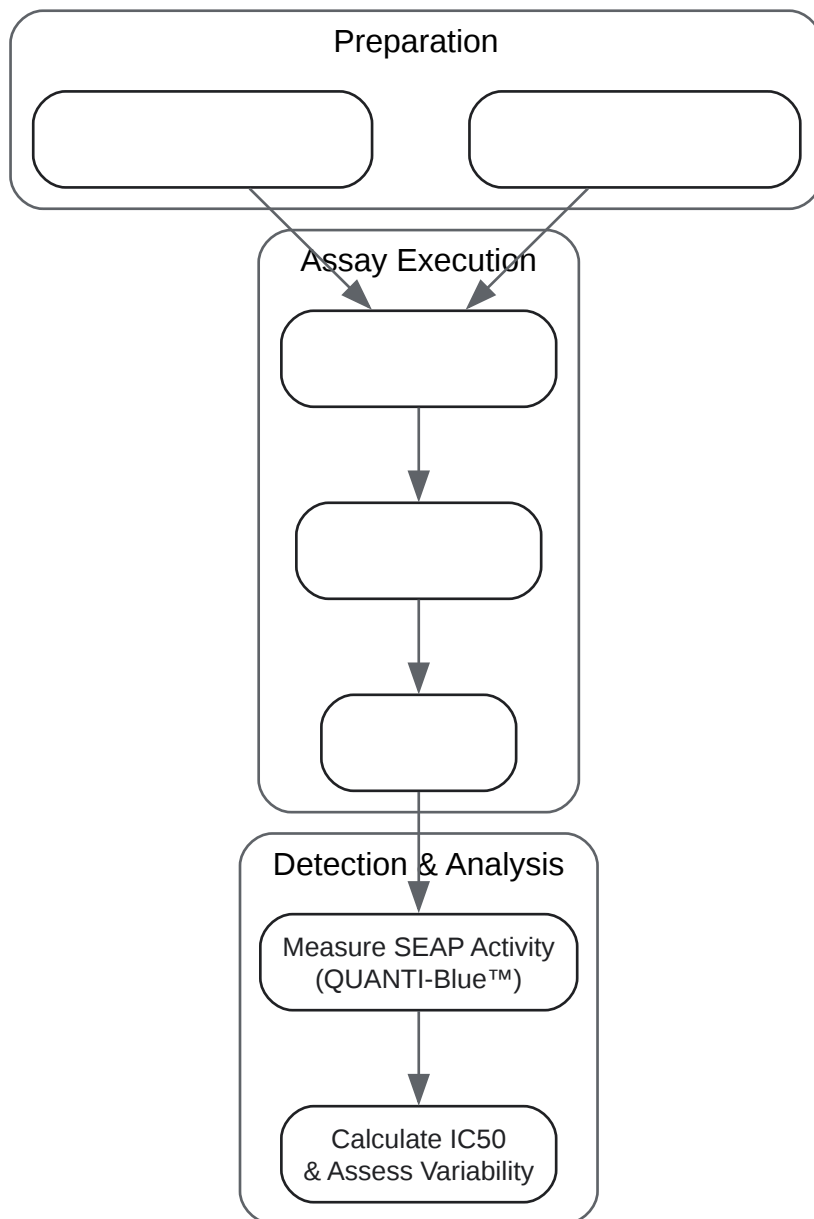 Preparation
Assay Execution
Detection & Analysis
Measure SEAP Activity
(QUANTI-Blue™)
Calculate IC50
& Assess Variability